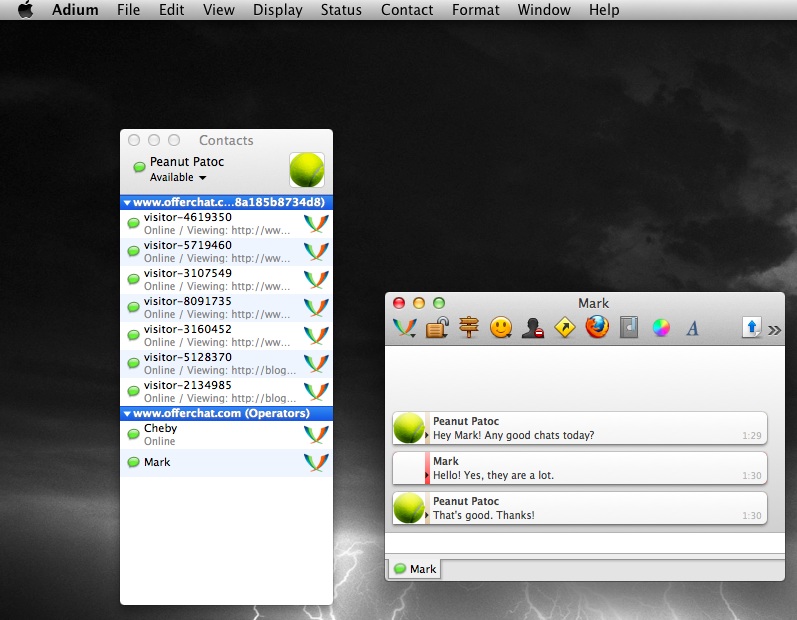 Adium File Edit View Display Status Contact Format Window Help
Contacts
Peanut Patoc
Available
www.offerchat.c...8a185b8734d8)
visitor-4619350
Online / Viewing: http://ww...
visitor-5719460
Online / Viewing: http://ww...
visitor-3107549
Online / Viewing: http://ww...
visitor-8091735
Online / Viewing: http://ww...
visitor-3160452
Online / Viewing: http://ww...
visitor-5128370
Online / Viewing: http://blog...
visitor-2134985
Online / Viewing: http://blog...
www.offerchat.com (Operators)
Cheby
Online
Mark
Mark
A
Peanut Patoc
Hey Mark! Any good chats today? 1:29
Mark
Hello! Yes, they are a lot. 1:30
Peanut Patoc
That's good. Thanks! 1:30
Mark